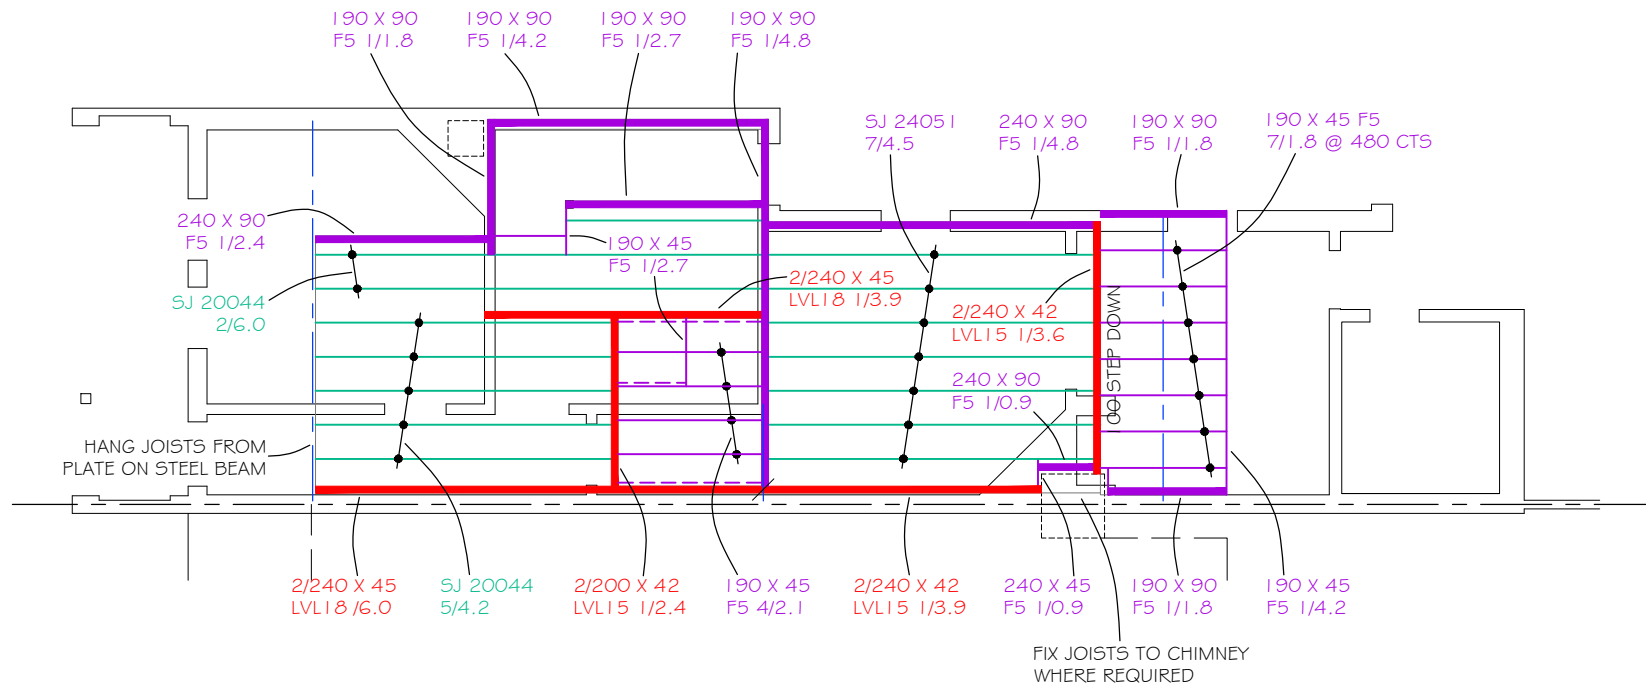 190 X 90
F5 1/1.8
190 X 90
F5 1/4.2
190 X 90
F5 1/2.7
190 X 90
F5 1/4.8
SJ 24051
7/4.5
240 X 90
F5 1/4.8
190 X 90
F5 1/1.8
190 X 45 F5
7/1.8 @ 480 CTS
240 X 90
F5 1/2.4
190 X 45
F5 1/2.7
SJ 20044
2/6.0
2/240 X 45
LVL18 1/3.9
2/240 X 42
LVL15 1/3.6
100 STEP DOWN
240 X 90
F5 1/0.9
HANG JOISTS FROM
PLATE ON STEEL BEAM
2/240 X 45
LVL18 /6.0
SJ 20044
5/4.2
2/200 X 42
LVL15 1/2.4
190 X 45
F5 4/2.1
2/240 X 42
LVL15 1/3.9
240 X 45
F5 1/0.9
190 X 90
F5 1/1.8
190 X 45
F5 1/4.2
FIX JOISTS TO CHIMNEY
WHERE REQUIRED